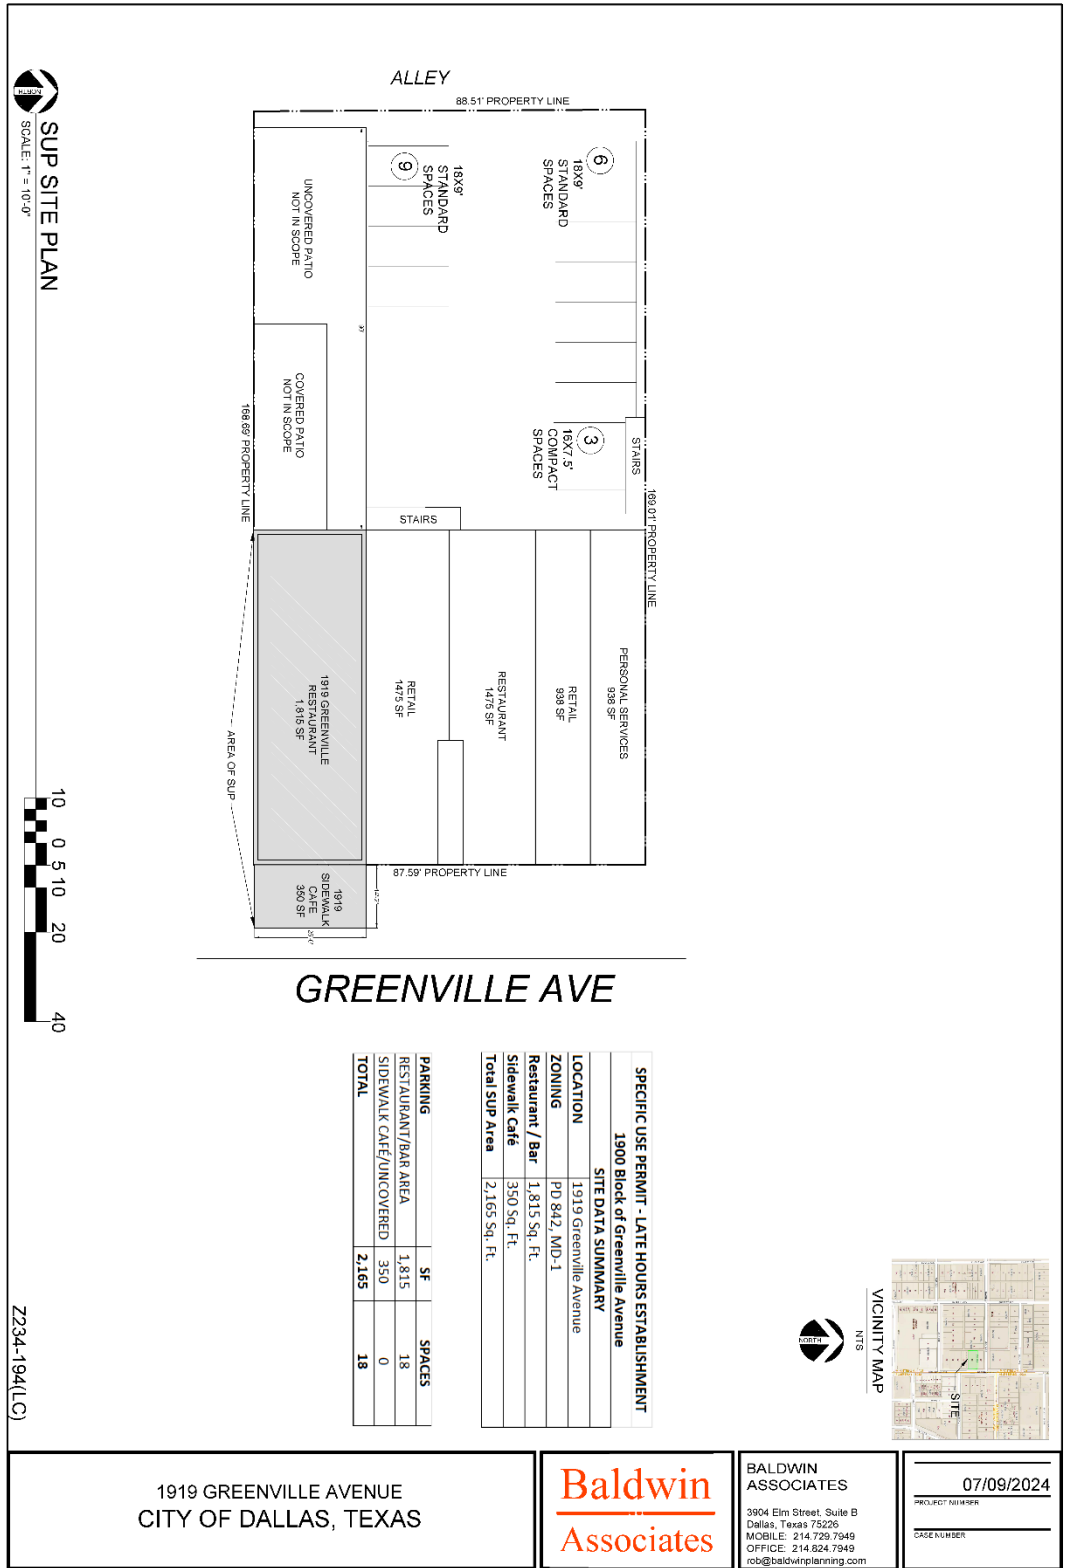 ALLEY
88.51' PROPERTY LINE
NORTH
SUP SITE PLAN
SCALE: 1" = 10'-0"
UNCOVERED PATIO
NOT IN SCOPE
9
18X9'
STANDARD
SPACES
6
18X9'
STANDARD
SPACES
COVERED PATIO
NOT IN SCOPE
3
16X7.5'
COMPACT
SPACES
STAIRS
168.69' PROPERTY LINE
169.01' PROPERTY LINE
STAIRS
1919 GREENVILLE
RESTAURANT
1,815 SF
RETAIL
1475 SF
RESTAURANT
1475 SF
RETAIL
938 SF
PERSONAL SERVICES
938 SF
AREA OF SUP
87.59' PROPERTY LINE
1919
SIDEWALK
CAFE
350 SF
10 0 5 10 20 40
GREENVILLE AVE
SPECIFIC USE PERMIT - LATE HOURS ESTABLISHMENT
1900 Block of Greenville Avenue
SITE DATA SUMMARY
LOCATION 1919 Greenville Avenue
ZONING PD 842, MD-1
Restaurant / Bar 1,815 Sq. Ft.
Sidewalk Café 350 Sq. Ft.
Total SUP Area 2,165 Sq. Ft.
PARKING SF SPACES
RESTAURANT/BAR AREA 1,815 18
SIDEWALK CAFÉ/UNCOVERED 350 0
TOTAL 2,165 18
SITE
VICINITY MAP
NTS
NORTH
Z234-194(LC)
1919 GREENVILLE AVENUE
CITY OF DALLAS, TEXAS
Baldwin
Associates
BALDWIN
ASSOCIATES
3904 Elm Street, Suite B
Dallas, Texas 75226
MOBILE: 214.729.7949
OFFICE: 214.824.7949
rob@baldwinplanning.com
07/09/2024
PROJECT NUMBER
CASE NUMBER